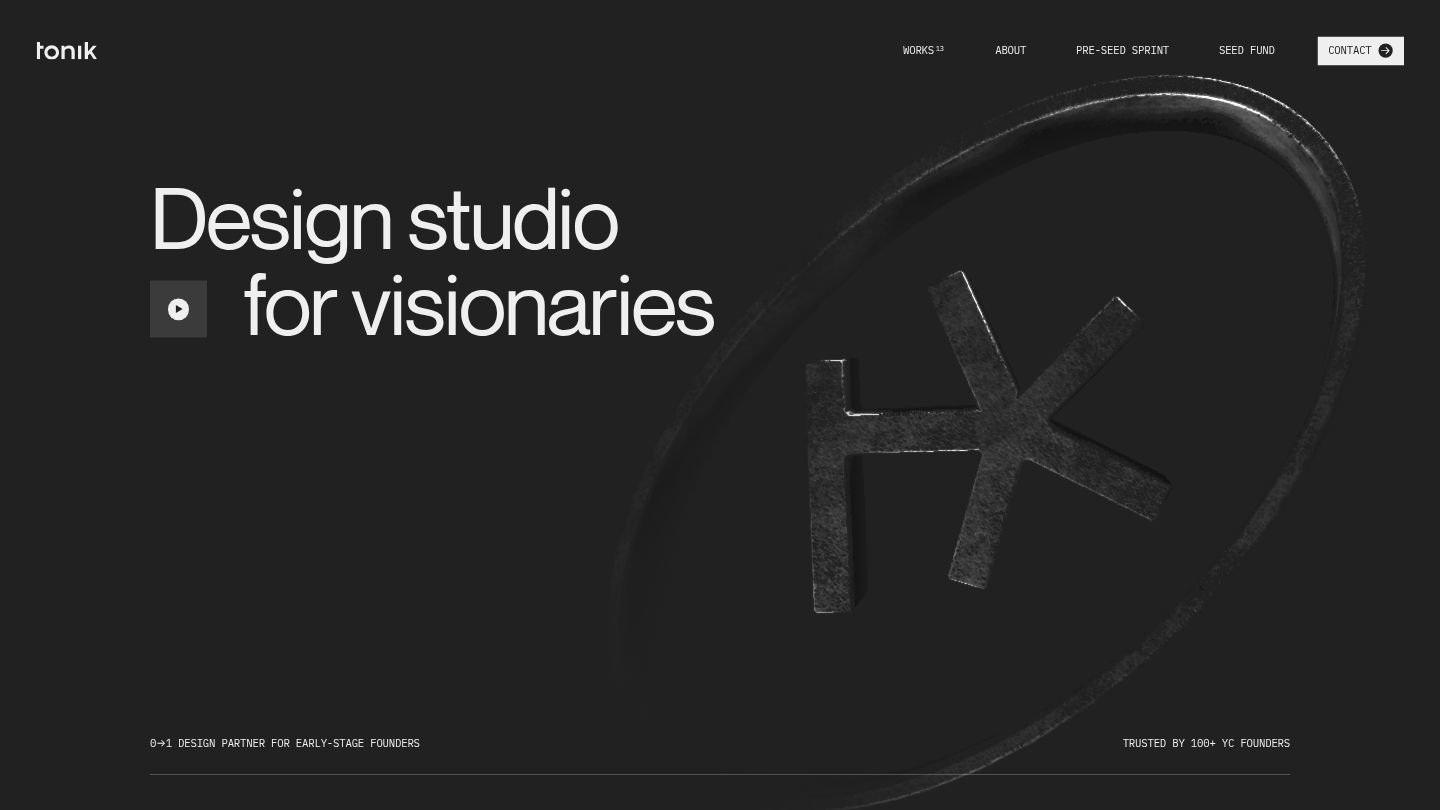 tonik
WORKS 13
ABOUT
PRE-SEED SPRINT
SEED FUND
CONTACT
Design studio
for visionaries
0→1 DESIGN PARTNER FOR EARLY-STAGE FOUNDERS
TRUSTED BY 100+ YC FOUNDERS